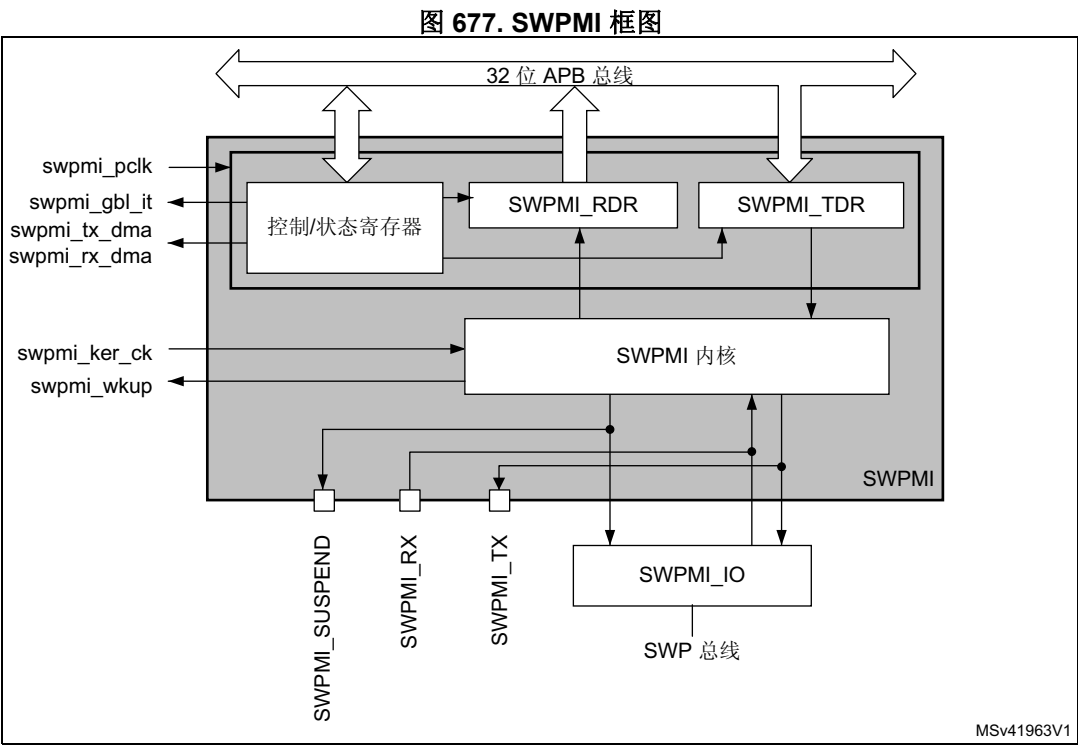 图 677. SWPMI 框图
32 位 APB 总线
swpmi_pclk
swpmi_gbl_it
swpmi_tx_dma
swpmi_rx_dma
控制/状态寄存器
SWPMI_RDR
SWPMI_TDR
swpmi_ker_ck
swpmi_wkup
SWPMI 内核
SWPMI
SWPMI_SUSPEND
SWPMI_RX
SWPMI_TX
SWPMI_IO
SWP 总线
MSv41963V1